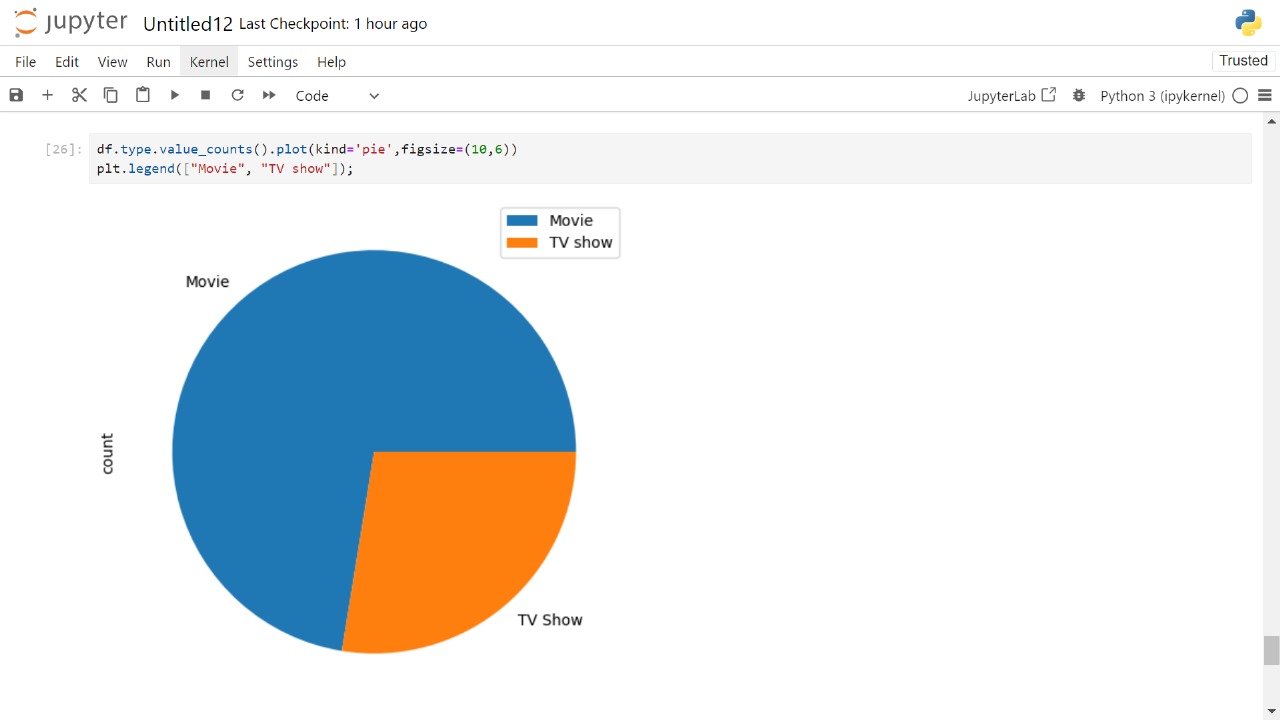 jupyter Untitled12 Last Checkpoint: 1 hour ago
File Edit View Run Kernel Settings Help Trusted
Code JupyterLab Python 3 (ipykernel)
[26]: df.type.value_counts().plot(kind='pie',figsize=(10,6))
plt.legend(["Movie", "TV show"]);
Movie
TV show
Movie
count
TV Show